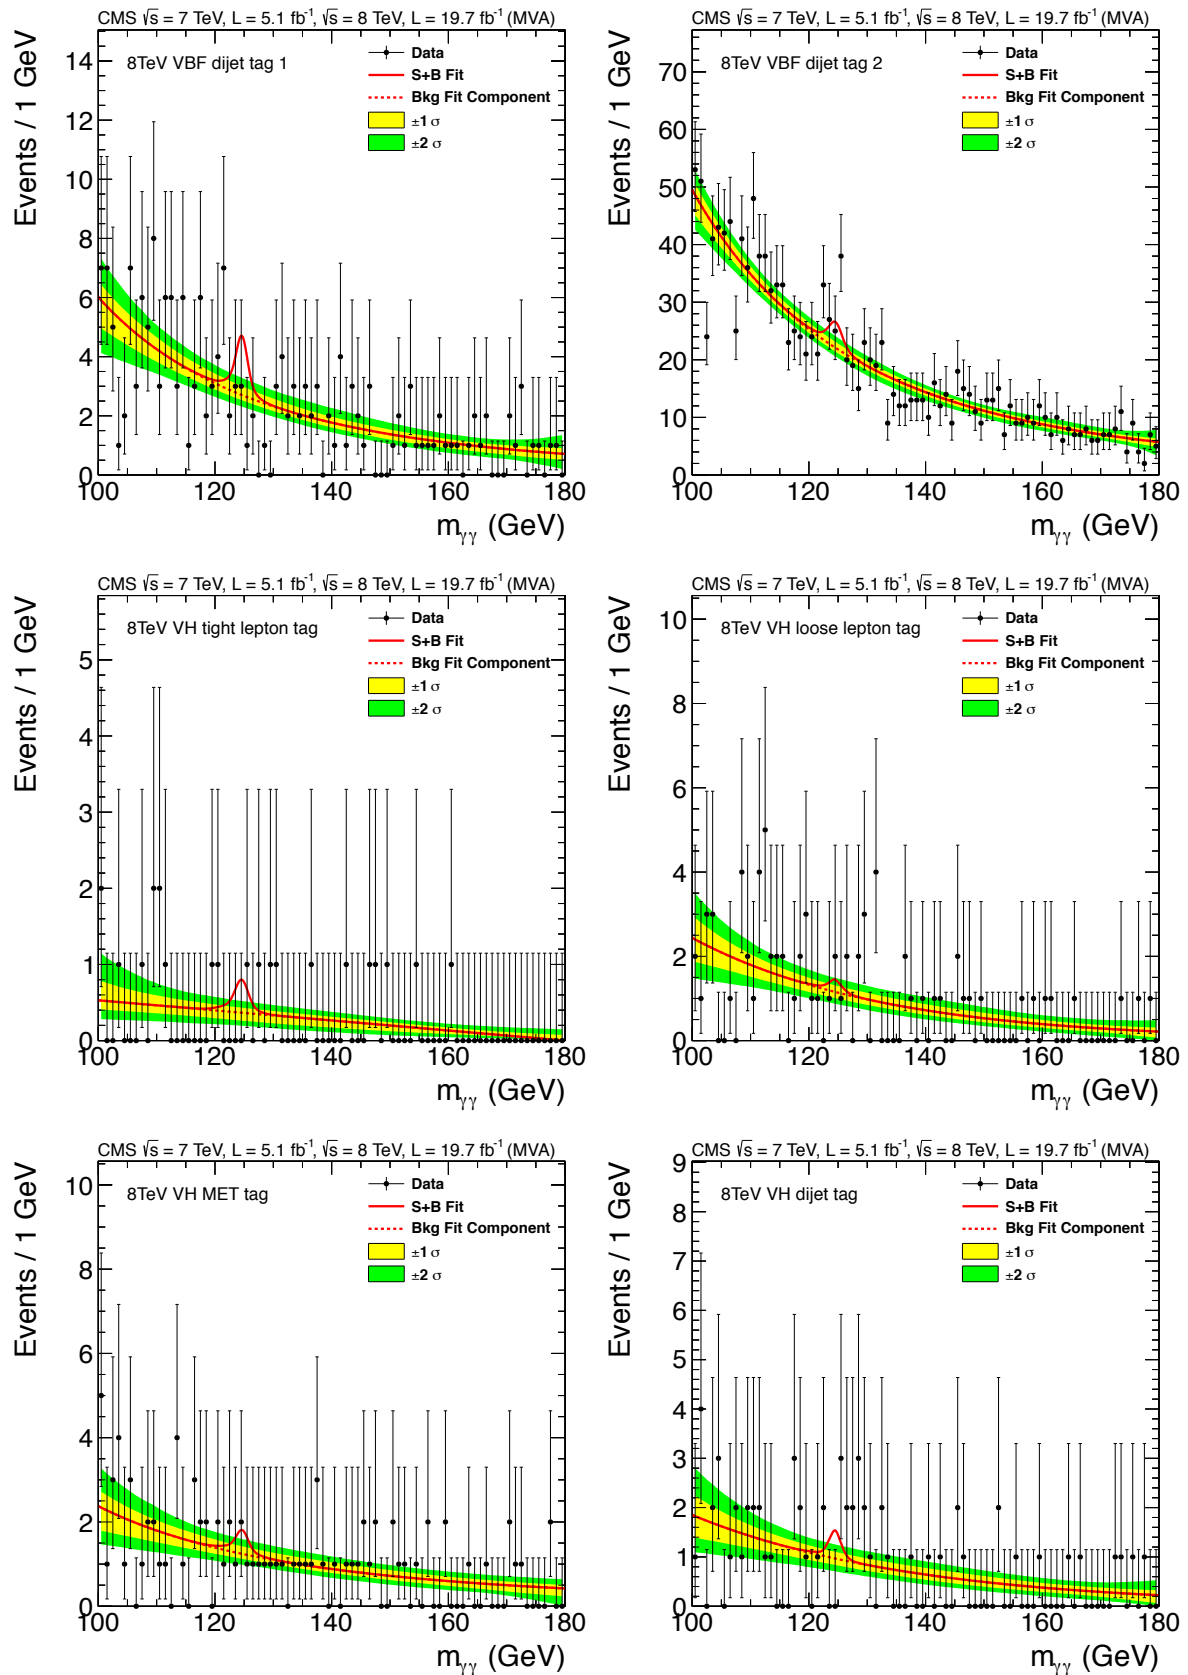 CMS √s = 7 TeV, L = 5.1 fb⁻¹, √s = 8 TeV, L = 19.7 fb⁻¹ (MVA)
Events / 1 GeV
8TeV VBF dijet tag 1
Data
S+B Fit
Bkg Fit Component
±1 σ
±2 σ
14
12
10
8
6
4
2
0
100 120 140 160 180
mγγ (GeV)
CMS √s = 7 TeV, L = 5.1 fb⁻¹, √s = 8 TeV, L = 19.7 fb⁻¹ (MVA)
Events / 1 GeV
8TeV VBF dijet tag 2
Data
S+B Fit
Bkg Fit Component
±1 σ
±2 σ
70
60
50
40
30
20
10
0
100 120 140 160 180
mγγ (GeV)
CMS √s = 7 TeV, L = 5.1 fb⁻¹, √s = 8 TeV, L = 19.7 fb⁻¹ (MVA)
Events / 1 GeV
8TeV VH tight lepton tag
Data
S+B Fit
Bkg Fit Component
±1 σ
±2 σ
5
4
3
2
1
0
100 120 140 160 180
mγγ (GeV)
CMS √s = 7 TeV, L = 5.1 fb⁻¹, √s = 8 TeV, L = 19.7 fb⁻¹ (MVA)
Events / 1 GeV
8TeV VH loose lepton tag
Data
S+B Fit
Bkg Fit Component
±1 σ
±2 σ
10
8
6
4
2
0
100 120 140 160 180
mγγ (GeV)
CMS √s = 7 TeV, L = 5.1 fb⁻¹, √s = 8 TeV, L = 19.7 fb⁻¹ (MVA)
Events / 1 GeV
8TeV VH MET tag
Data
S+B Fit
Bkg Fit Component
±1 σ
±2 σ
10
8
6
4
2
0
100 120 140 160 180
mγγ (GeV)
CMS √s = 7 TeV, L = 5.1 fb⁻¹, √s = 8 TeV, L = 19.7 fb⁻¹ (MVA)
Events / 1 GeV
8TeV VH dijet tag
Data
S+B Fit
Bkg Fit Component
±1 σ
±2 σ
9
8
7
6
5
4
3
2
1
0
100 120 140 160 180
mγγ (GeV)